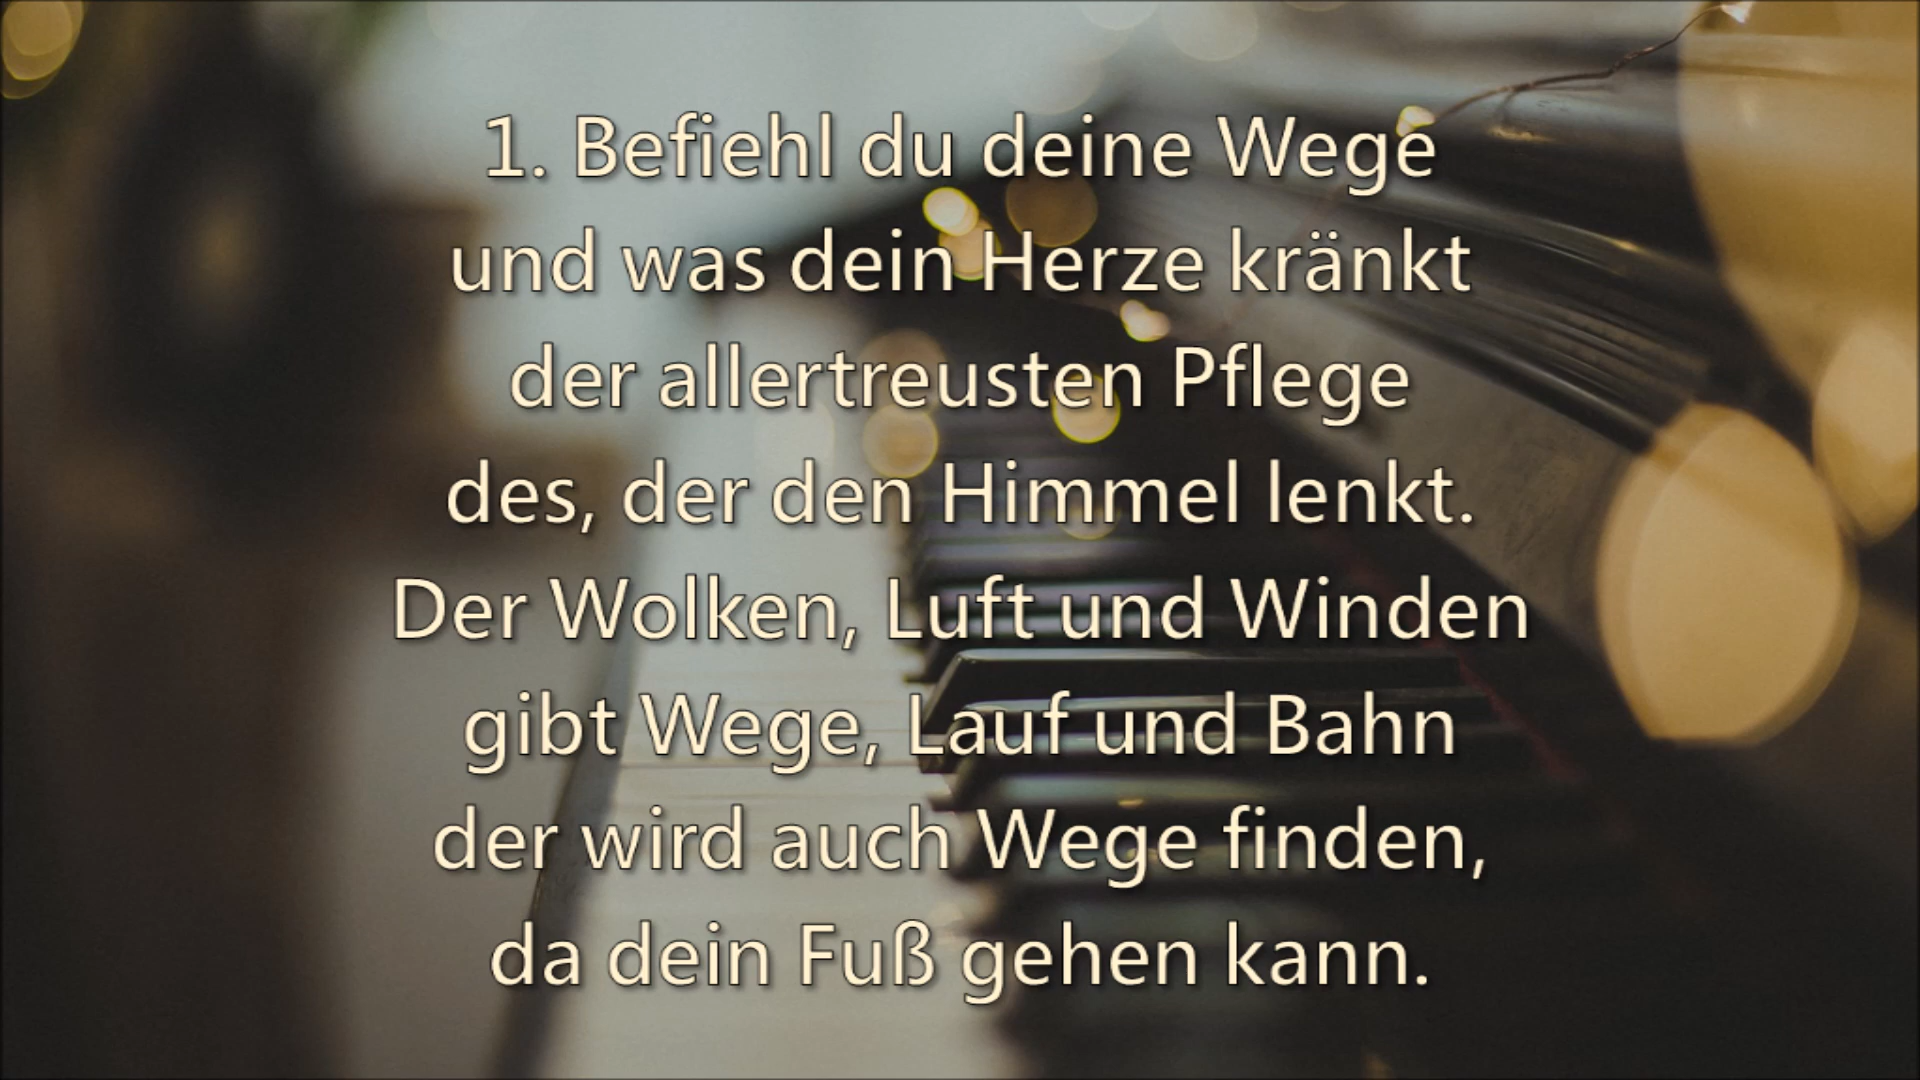 1. Befiehl du deine Wege
und was dein Herze kränkt
der allertreusten Pflege
des, der den Himmel lenkt.
Der Wolken, Luft und Winden
gibt Wege, Lauf und Bahn
der wird auch Wege finden,
da dein Fuß gehen kann.